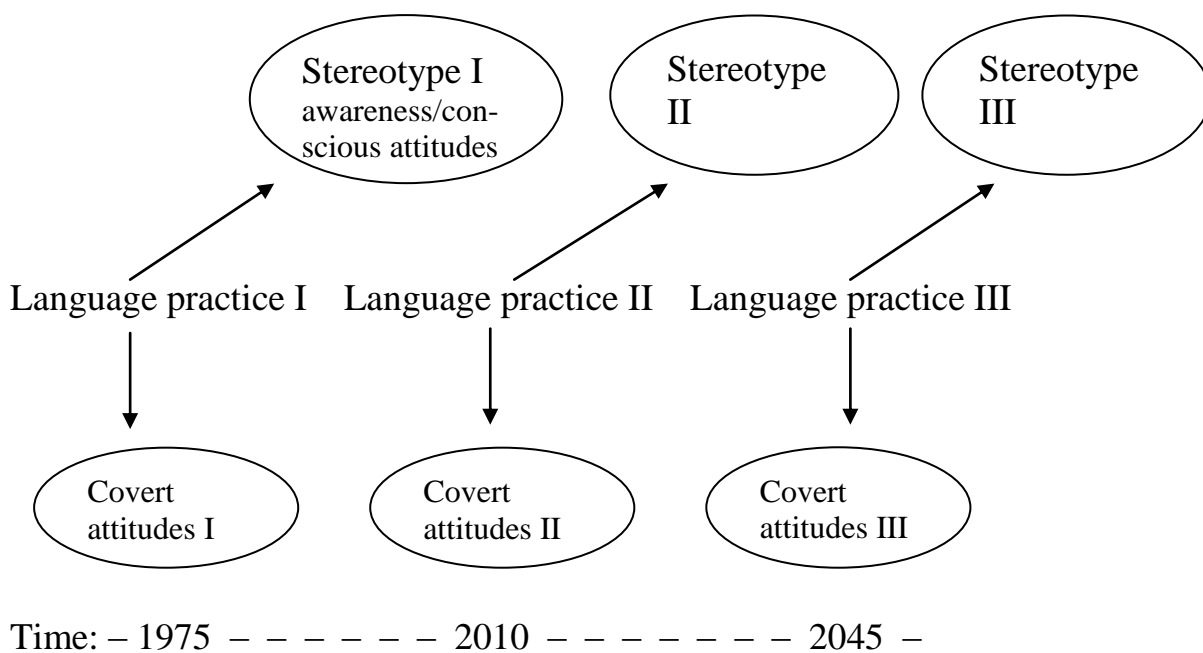 Stereotype I
awareness/con-
scious attitudes
Stereotype
II
Stereotype
III
Language practice I
Language practice II
Language practice III
Covert
attitudes I
Covert
attitudes II
Covert
attitudes III
Time: – 1975 – – – – – – 2010 – – – – – – – 2045 –